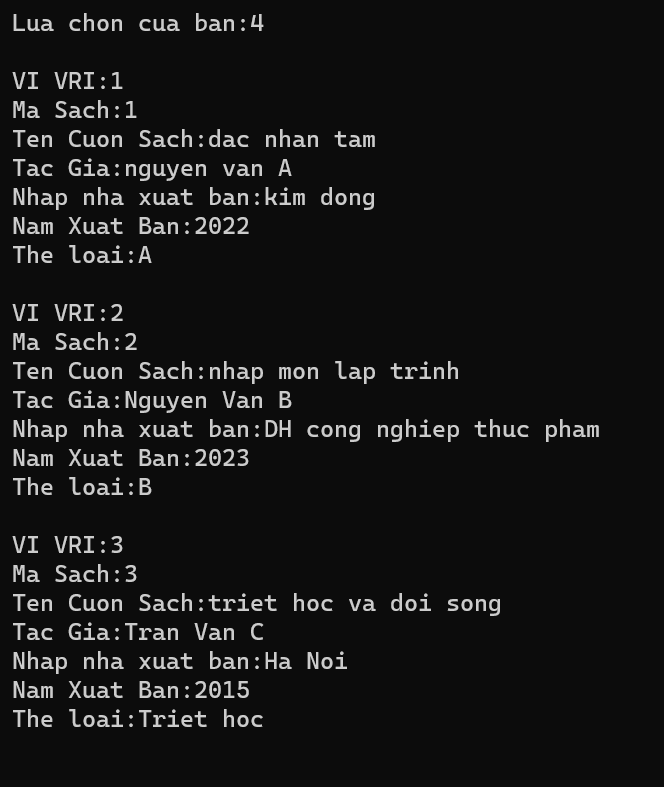 Lua chon cua ban:4
VI VRI:1
Ma Sach:1
Ten Cuon Sach:dac nhan tam
Tac Gia:nguyen van A
Nhap nha xuat ban:kim dong
Nam Xuat Ban:2022
The loai:A
VI VRI:2
Ma Sach:2
Ten Cuon Sach:nhap mon lap trinh
Tac Gia:Nguyen Van B
Nhap nha xuat ban:DH cong nghiep thuc pham
Nam Xuat Ban:2023
The loai:B
VI VRI:3
Ma Sach:3
Ten Cuon Sach:triet hoc va doi song
Tac Gia:Tran Van C
Nhap nha xuat ban:Ha Noi
Nam Xuat Ban:2015
The loai:Triet hoc